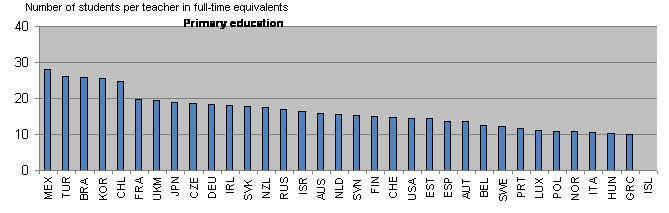 Number of students per teacher in full-time equivalents
Primary education
40
30
20
10
0
MEX TUR BRA KOR CHL FRA UKM JPN CZE DEU IRL SVK NZL RUS ISR AUS NLD SVN FIN CHE USA EST ESP AUT BEL SWE PRT LUX POL NOR ITA HUN GRC ISL